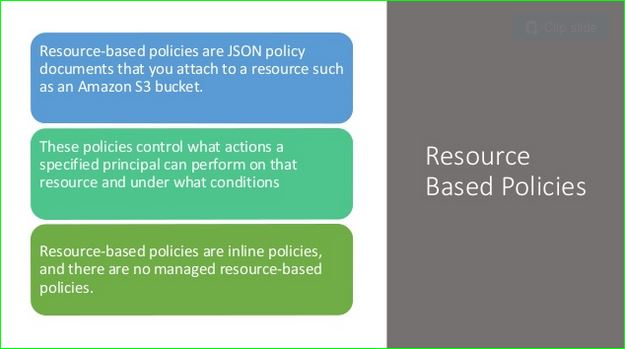 Resource-based policies are JSON policy
documents that you attach to a resource such
as an Amazon S3 bucket.
These policies control what actions a
specified principal can perform on that
resource and under what conditions
Resource-based policies are inline policies,
and there are no managed resource-based
policies.
Clip slide
Resource
Based Policies